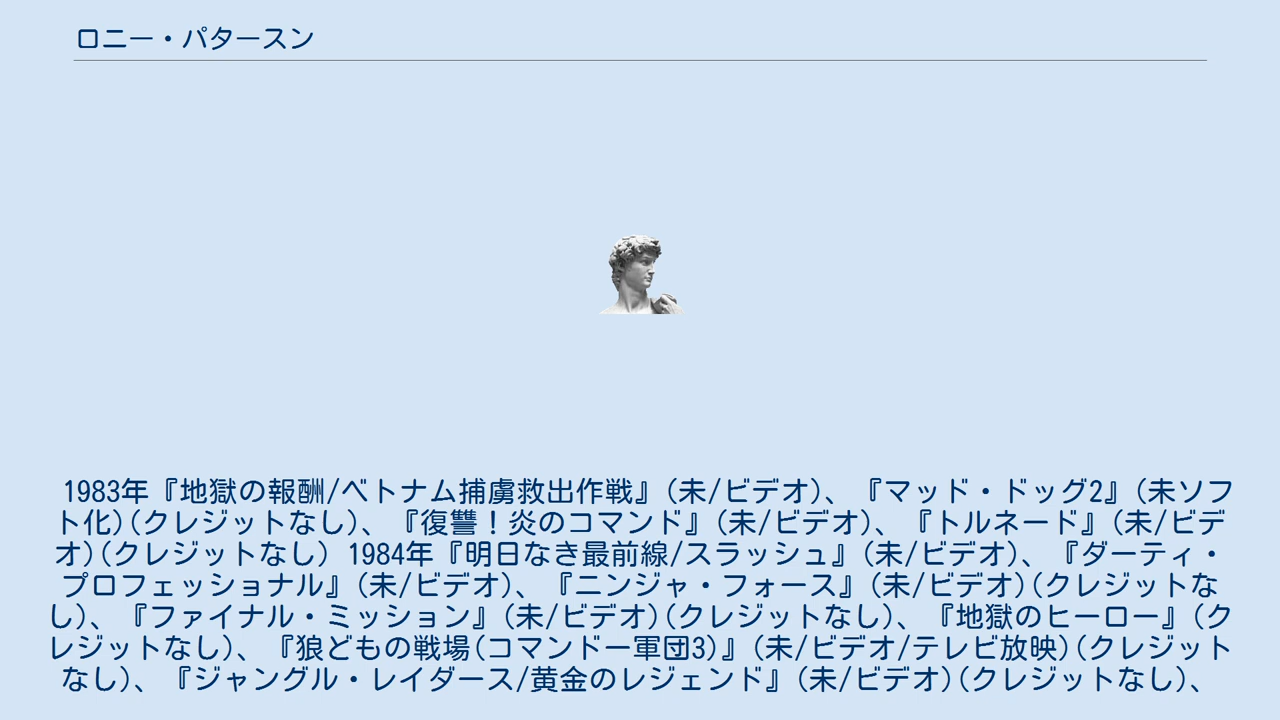 ロニー・パタースン
1983年『地獄の報酬/ベトナム捕虜救出作戦』(未/ビデオ)、『マッド・ドッグ2』(未ソフ
ト化)(クレジットなし)、『復讐！炎のコマンド』(未/ビデオ)、『トルネード』(未/ビデ
オ)(クレジットなし) 1984年『明日なき最前線/スラッシュ』(未/ビデオ)、『ダーティ・
プロフェッショナル』(未/ビデオ)、『ニンジャ・フォース』(未/ビデオ)(クレジットな
し)、『ファイナル・ミッション』(未/ビデオ)(クレジットなし)、『地獄のヒーロー』(ク
レジットなし)、『狼どもの戦場(コマンドー軍団3)』(未/ビデオ/テレビ放映)(クレジット
なし)、『ジャングル・レイダース/黄金のレジェンド』(未/ビデオ)(クレジットなし)、